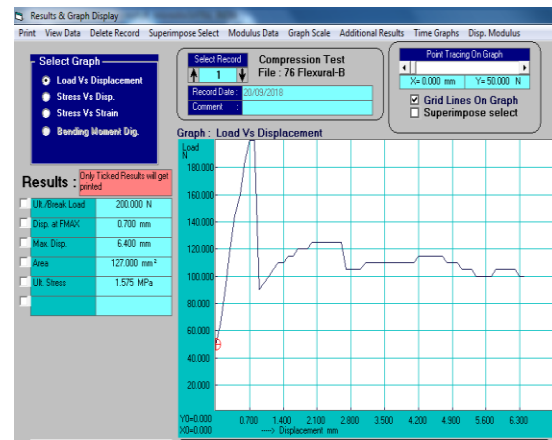 Results & Graph Display
Print View Data Delete Record Superimpose Select Modulus Data Graph Scale Additional Results Time Graphs Disp. Modulus
Select Graph
Load Vs Displacement
Stress Vs Disp.
Stress Vs Strain
Bending Moment Dig.
Select Record
1
Compression Test
File : 76 Flexural-B
Record Date : 20/09/2018
Comment :
Point Tracing On Graph
X= 0.000 mm Y= 50.000 N
Grid Lines On Graph
Superimpose select
Results : Only Ticked Results will get
printed
Ult./Break Load 200.000 N
Disp. at FMAX 0.700 mm
Max. Disp. 6.400 mm
Area 127.000 mm²
Ult. Stress 1.575 MPa
Graph : Load Vs Displacement
Load
N
180.000
160.000
140.000
120.000
100.000
80.000
60.000
40.000
20.000
Y0=0.000
X0=0.000
0.700 1.400 2.100 2.800 3.500 4.200 4.900 5.600 6.300
----> Displacement mm